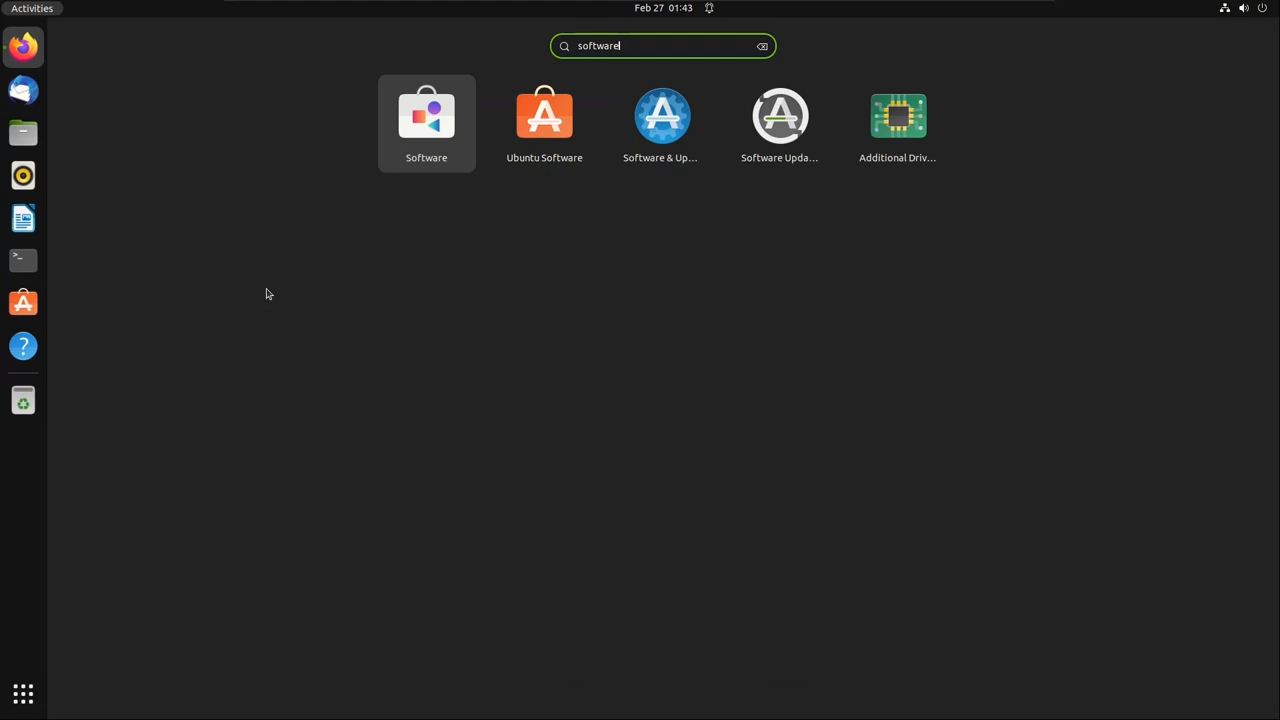 Activities
Feb 27 01:43
software
Software
Ubuntu Software
Software & Up...
Software Upda...
Additional Driv...
>_
?